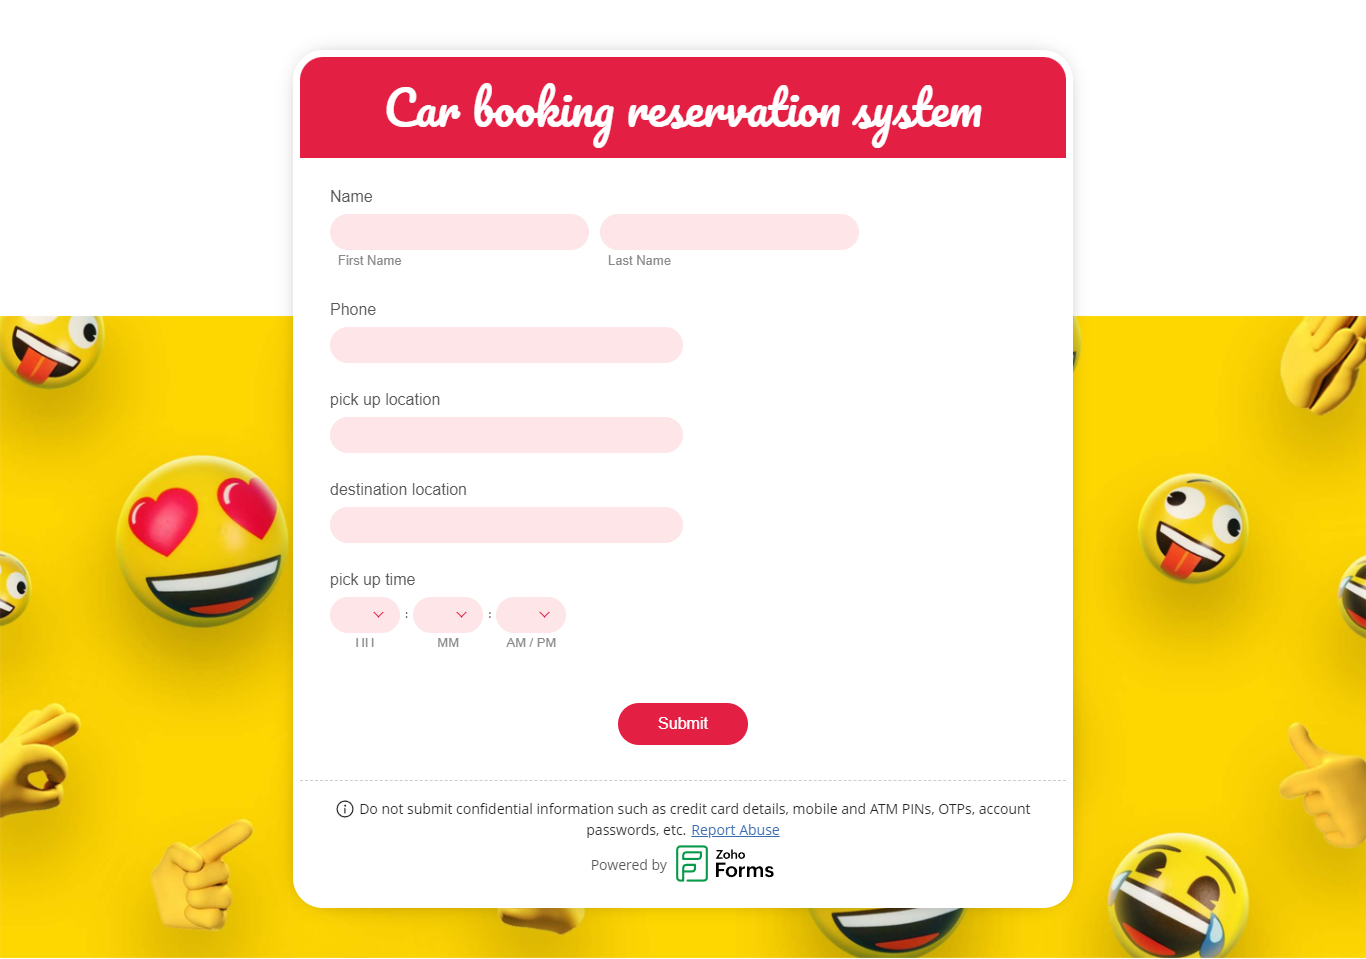 Car booking reservation system
Name
First Name Last Name
Phone
pick up location
destination location
pick up time
: :
HH MM AM / PM
Submit
Do not submit confidential information such as credit card details, mobile and ATM PINs, OTPs, account
passwords, etc. Report Abuse
Powered by Zoho Forms